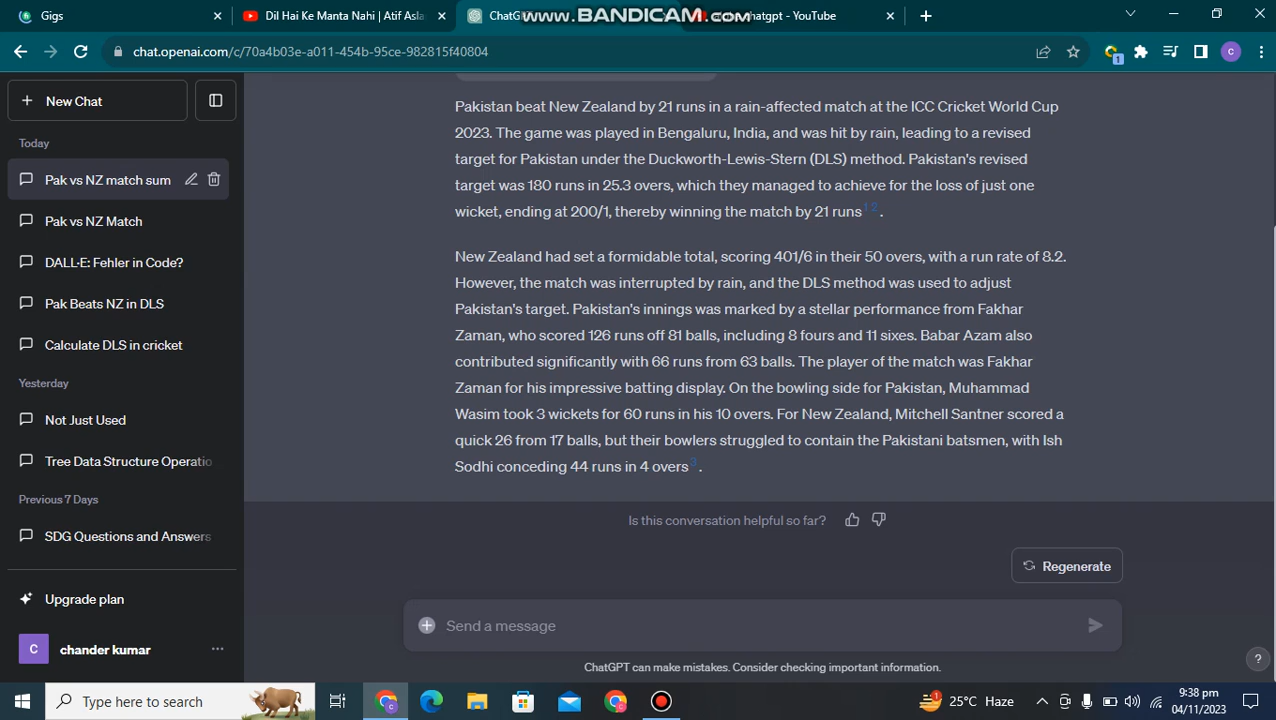 Gigs
Dil Hai Ke Manta Nahi | Atif Asla
ChatG
www.BANDICAM.com
chatgpt - YouTube
chat.openai.com/c/70a4b03e-a011-454b-95ce-982815f40804
1
C
New Chat
Today
Pak vs NZ match sum
Pak vs NZ Match
DALL·E: Fehler in Code?
Pak Beats NZ in DLS
Calculate DLS in cricket
Yesterday
Not Just Used
Tree Data Structure Operatio
Previous 7 Days
SDG Questions and Answers
Upgrade plan
C
chander kumar
Pakistan beat New Zealand by 21 runs in a rain-affected match at the ICC Cricket World Cup
2023. The game was played in Bengaluru, India, and was hit by rain, leading to a revised
target for Pakistan under the Duckworth-Lewis-Stern (DLS) method. Pakistan's revised
target was 180 runs in 25.3 overs, which they managed to achieve for the loss of just one
wicket, ending at 200/1, thereby winning the match by 21 runs 1 2 .
New Zealand had set a formidable total, scoring 401/6 in their 50 overs, with a run rate of 8.2.
However, the match was interrupted by rain, and the DLS method was used to adjust
Pakistan's target. Pakistan's innings was marked by a stellar performance from Fakhar
Zaman, who scored 126 runs off 81 balls, including 8 fours and 11 sixes. Babar Azam also
contributed significantly with 66 runs from 63 balls. The player of the match was Fakhar
Zaman for his impressive batting display. On the bowling side for Pakistan, Muhammad
Wasim took 3 wickets for 60 runs in his 10 overs. For New Zealand, Mitchell Santner scored a
quick 26 from 17 balls, but their bowlers struggled to contain the Pakistani batsmen, with Ish
Sodhi conceding 44 runs in 4 overs 3 .
Is this conversation helpful so far?
Regenerate
Send a message
ChatGPT can make mistakes. Consider checking important information.
?
Type here to search
1
25°C Haze
9:38 pm
04/11/2023